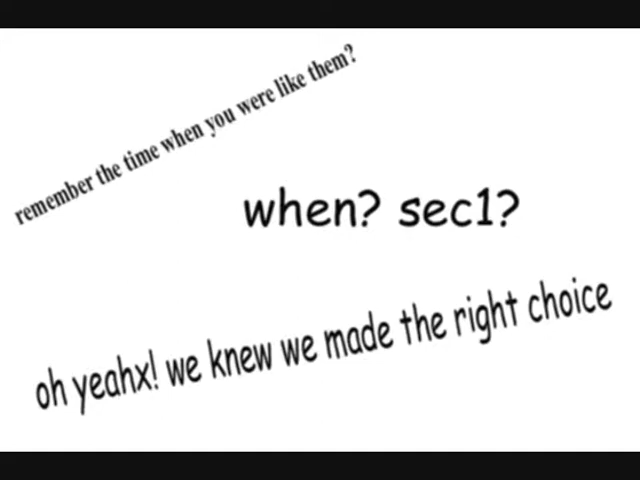 remember the time when you were like them?
when? sec1?
oh yeahx! we knew we made the right choice